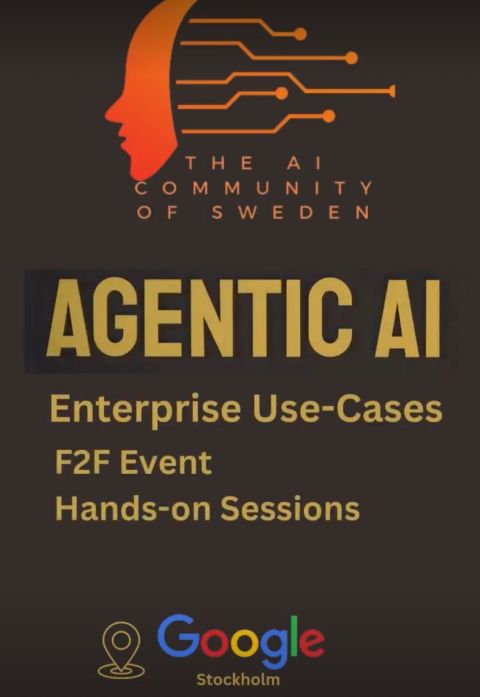 THE AI
COMMUNITY
OF SWEDEN
AGENTIC AI
Enterprise Use-Cases
F2F Event
Hands-on Sessions
Google
Stockholm